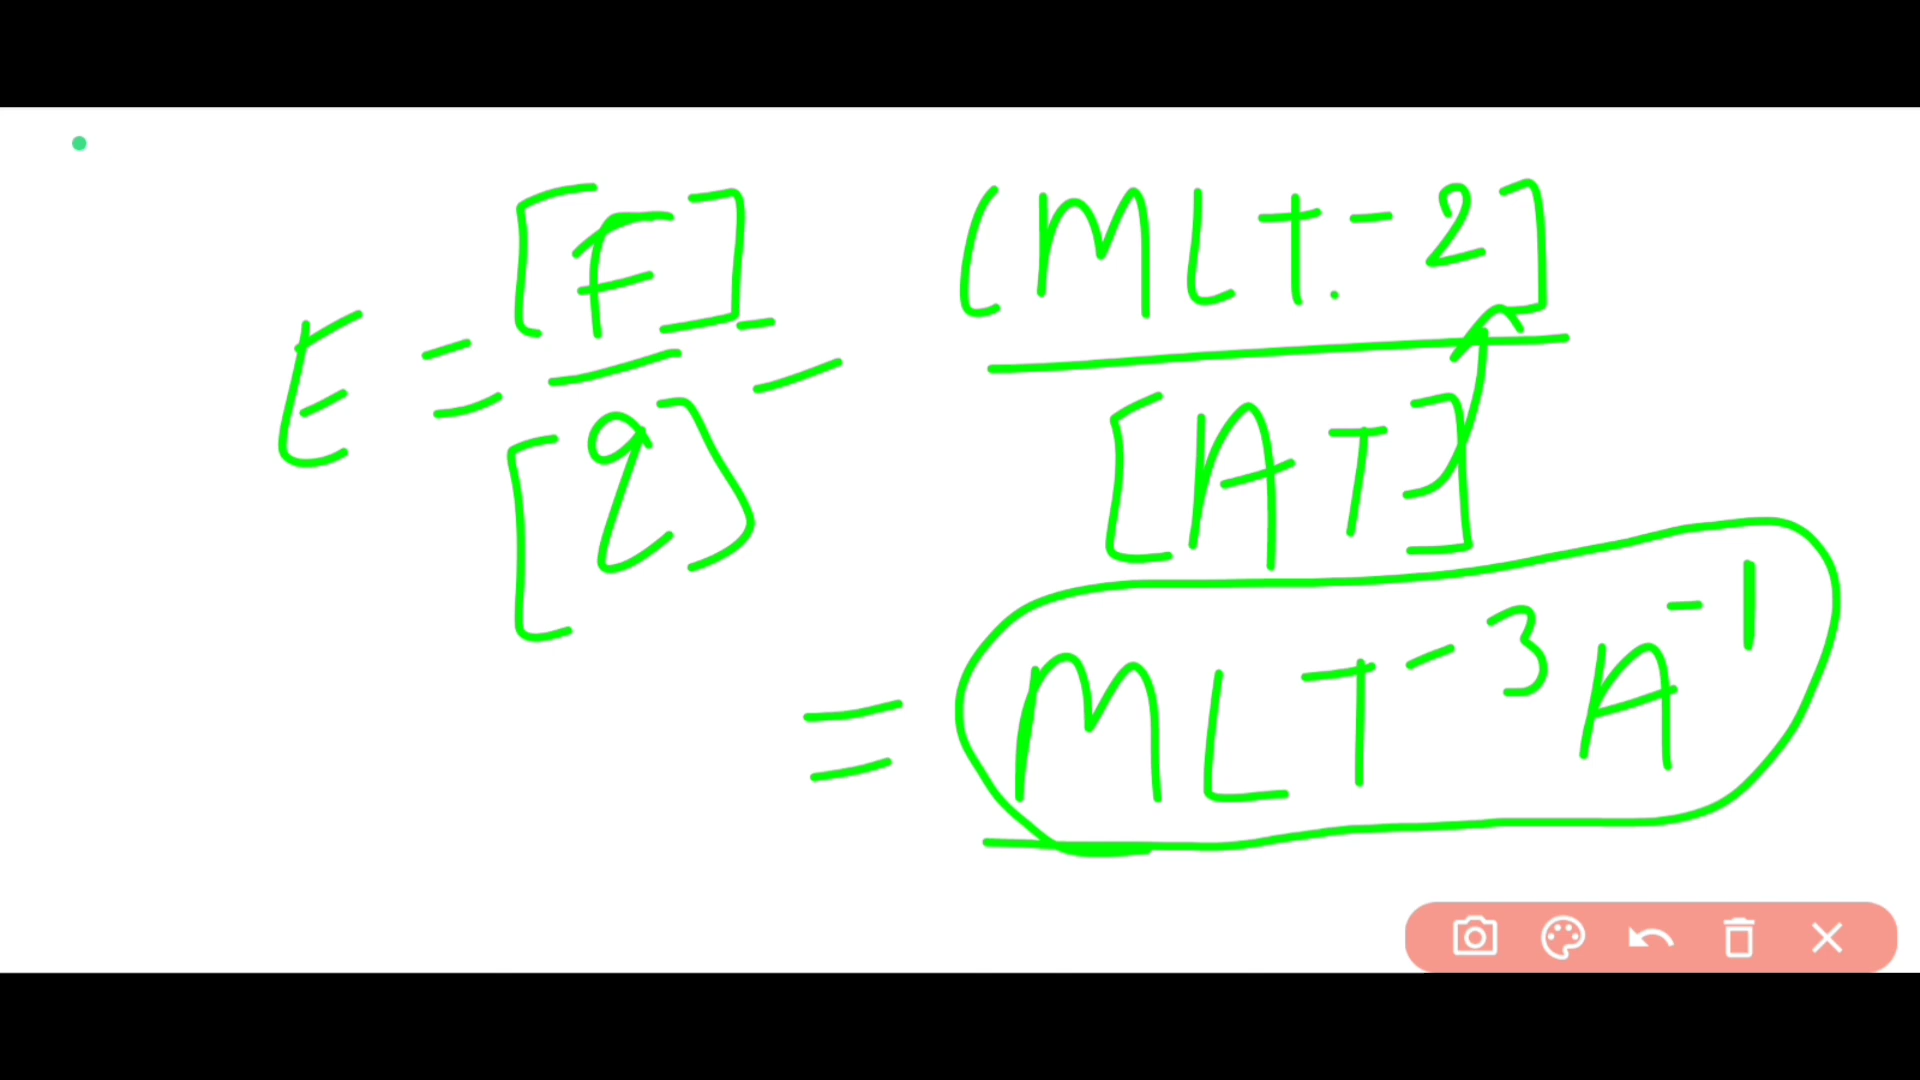 E = [F] / [q] = [MLT-2] / [AT]
= MLT-3A-1